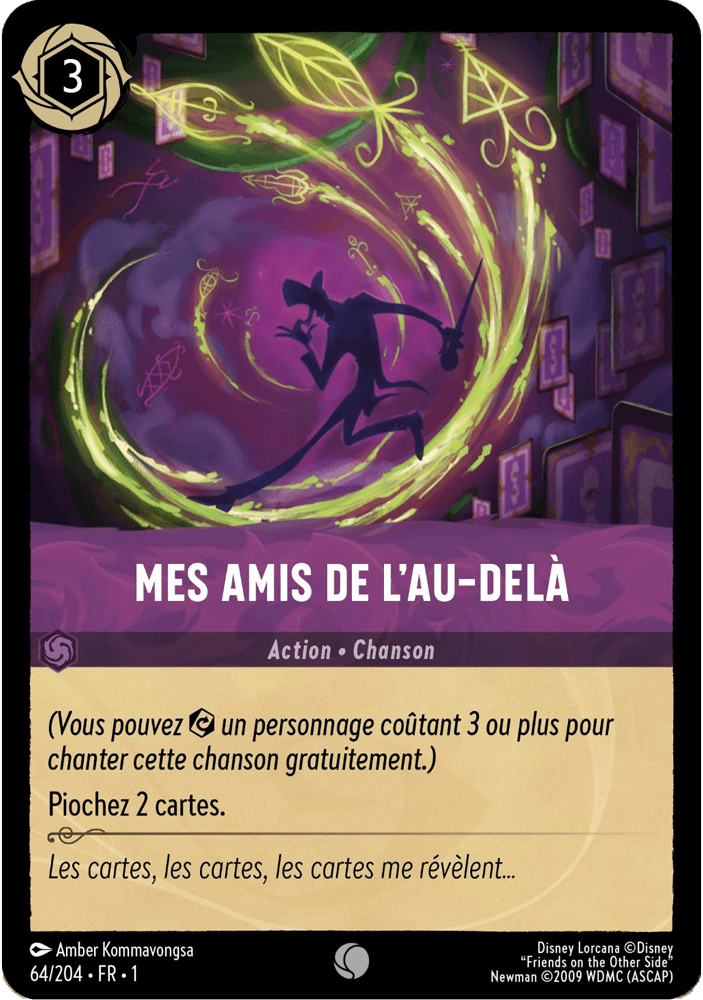 3
MES AMIS DE L'AU-DELÀ
Action • Chanson
(Vous pouvez un personnage coûtant 3 ou plus pour
chanter cette chanson gratuitement.)
Piochez 2 cartes.
Les cartes, les cartes, les cartes me révèlent...
Amber Kommavongsa
64/204 • FR • 1
Disney Lorcana ©Disney
"Friends on the Other Side"
Newman ©2009 WDMC (ASCAP)